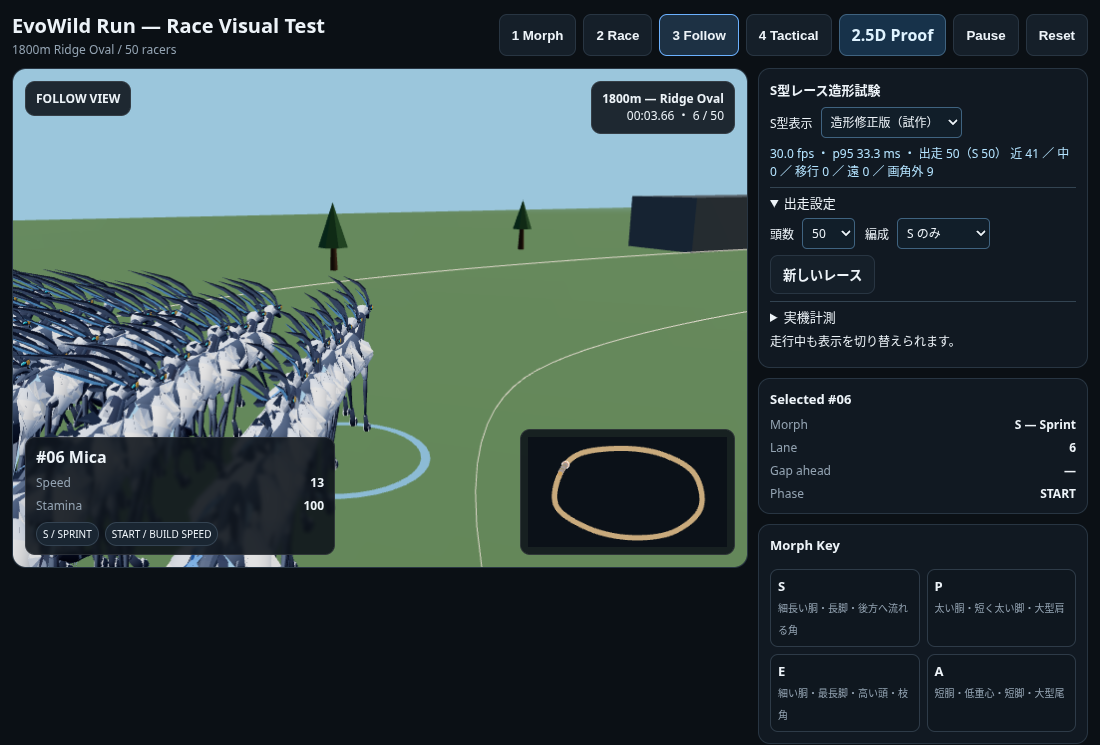 EvoWild Run — Race Visual Test
1800m Ridge Oval / 50 racers
1 Morph
2 Race
3 Follow
4 Tactical
2.5D Proof
Pause
Reset
FOLLOW VIEW
1800m — Ridge Oval
00:03.66 • 6 / 50
#06 Mica
Speed 13
Stamina 100
S / SPRINT
START / BUILD SPEED
S型レース造形試験
S型表示 造形修正版（試作）
30.0 fps ・ p95 33.3 ms ・ 出走 50（S 50） 近 41 ／ 中
0 ／ 移行 0 ／ 遠 0 ／ 画角外 9
▼ 出走設定
頭数 50 編成 S のみ
新しいレース
▶ 実機計測
走行中も表示を切り替えられます。
Selected #06
Morph S — Sprint
Lane 6
Gap ahead —
Phase START
Morph Key
S
細長い胴・長脚・後方へ流れ
る角
P
太い胴・短く太い脚・大型肩
E
細い胴・最長脚・高い頭・枝
角
A
短胴・低重心・短脚・大型尾